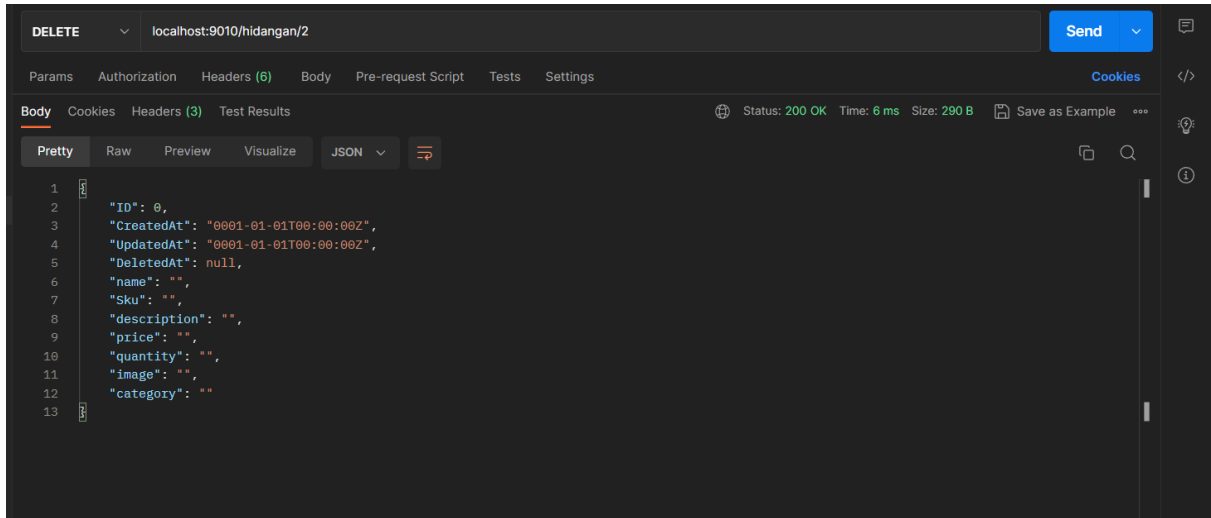 DELETE localhost:9010/hidangan/2 Send
Params Authorization Headers (6) Body Pre-request Script Tests Settings Cookies
Body Cookies Headers (3) Test Results Status: 200 OK Time: 6 ms Size: 290 B Save as Example
Pretty Raw Preview Visualize JSON
1 {
2 "ID": 0,
3 "CreatedAt": "0001-01-01T00:00:00Z",
4 "UpdatedAt": "0001-01-01T00:00:00Z",
5 "DeletedAt": null,
6 "name": "",
7 "Sku": "",
8 "description": "",
9 "price": "",
10 "quantity": "",
11 "image": "",
12 "category": ""
13 }